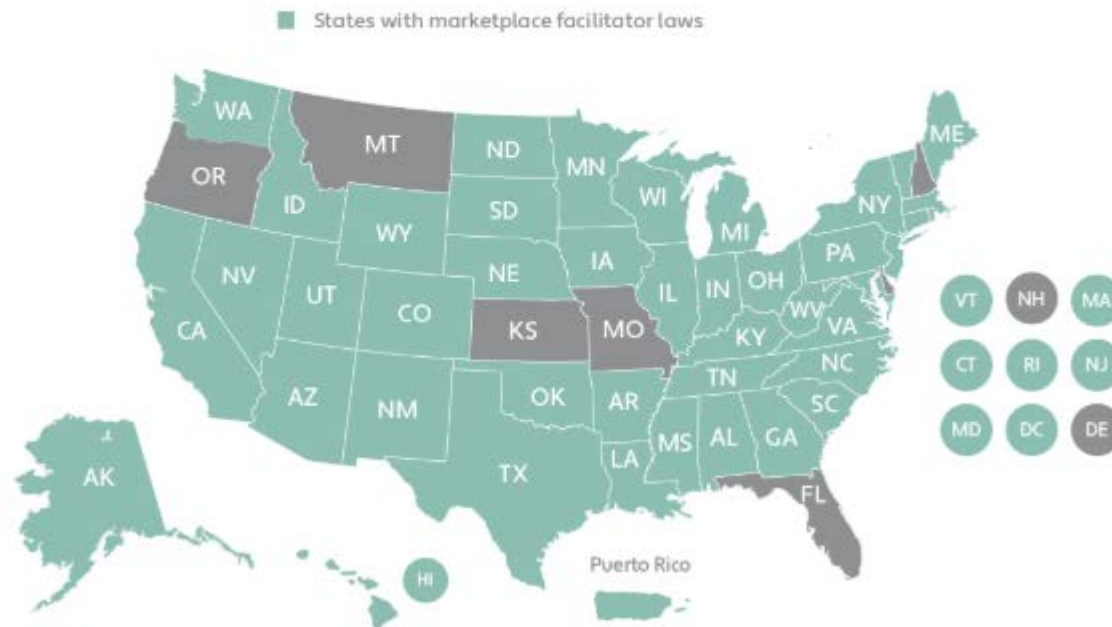 States with marketplace facilitator laws
WA
MT
ND
MN
ME
OR
ID
SD
WI
NY
WY
MI
IA
PA
NE
NV
UT
IL
IN
OH
CO
WV
VA
VT
NH
MA
CA
KS
MO
KY
CT
RI
NJ
NC
TN
OK
AZ
NM
AR
SC
MD
DC
DE
MS
AL
GA
LA
AK
TX
FL
Puerto Rico
HI